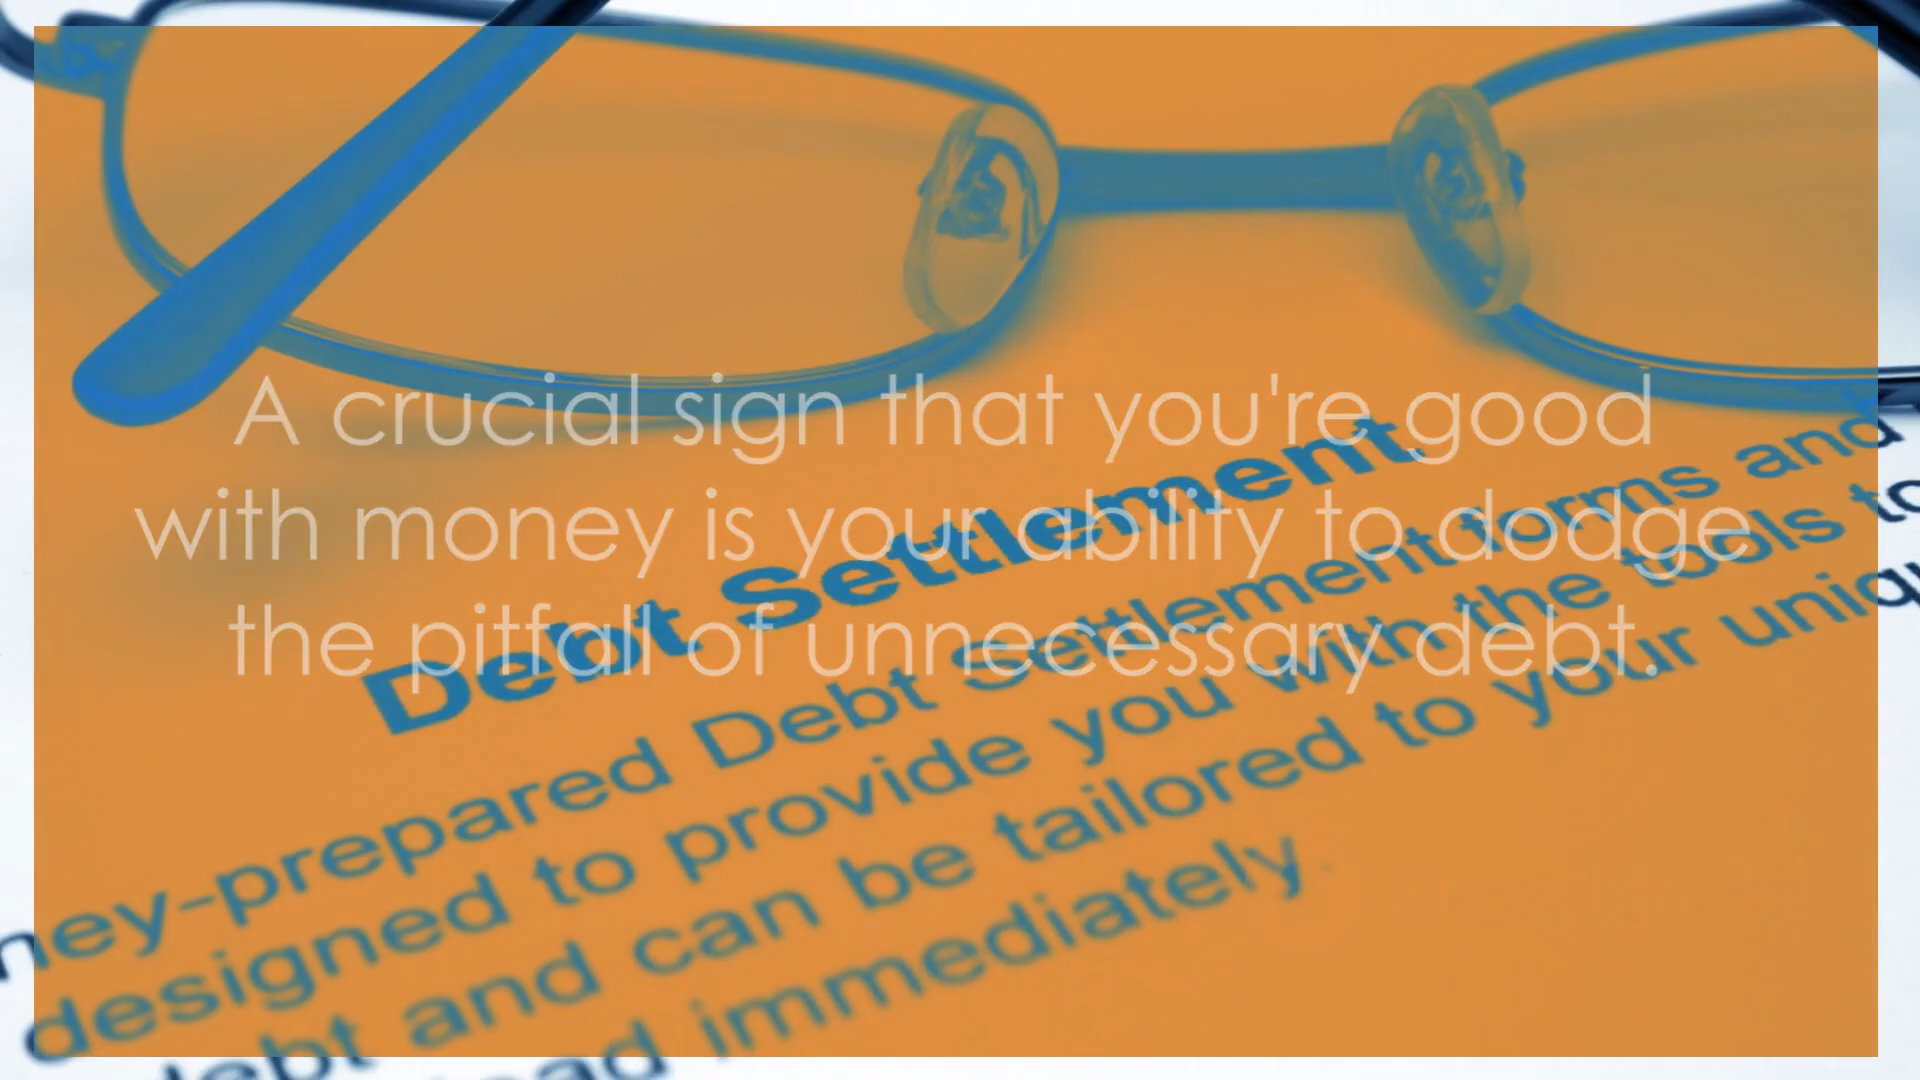 A crucial sign that you're good
with money is your ability to dodge
the pitfall of unnecessary debt.
Debt Settlement
ney-prepared Debt Settlement forms and
designed to provide you with the tools to
debt and can be tailored to your uniqu
immediately.